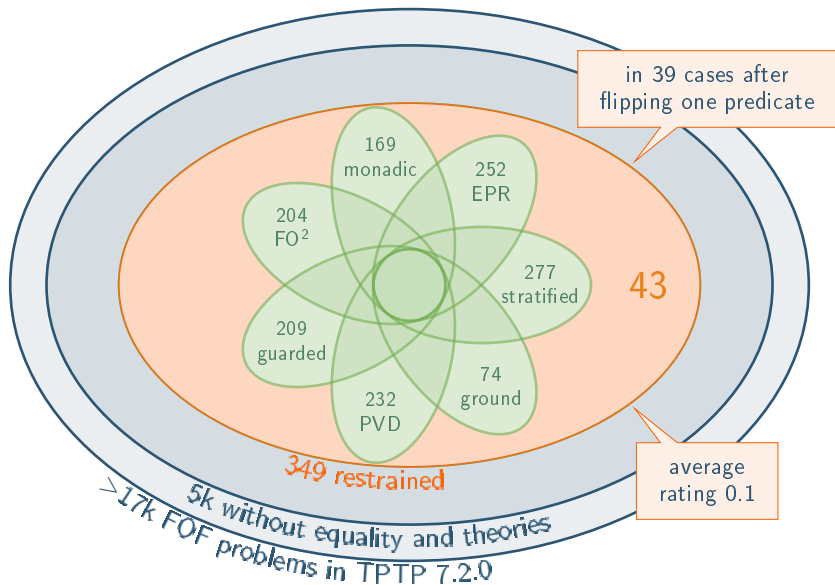 in 39 cases after
flipping one predicate
169
monadic
252
EPR
204
FO²
277
stratified
43
209
guarded
74
ground
232
PVD
349 restrained
average
rating 0.1
5k without equality and theories
>17k FOF problems in TPTP 7.2.0